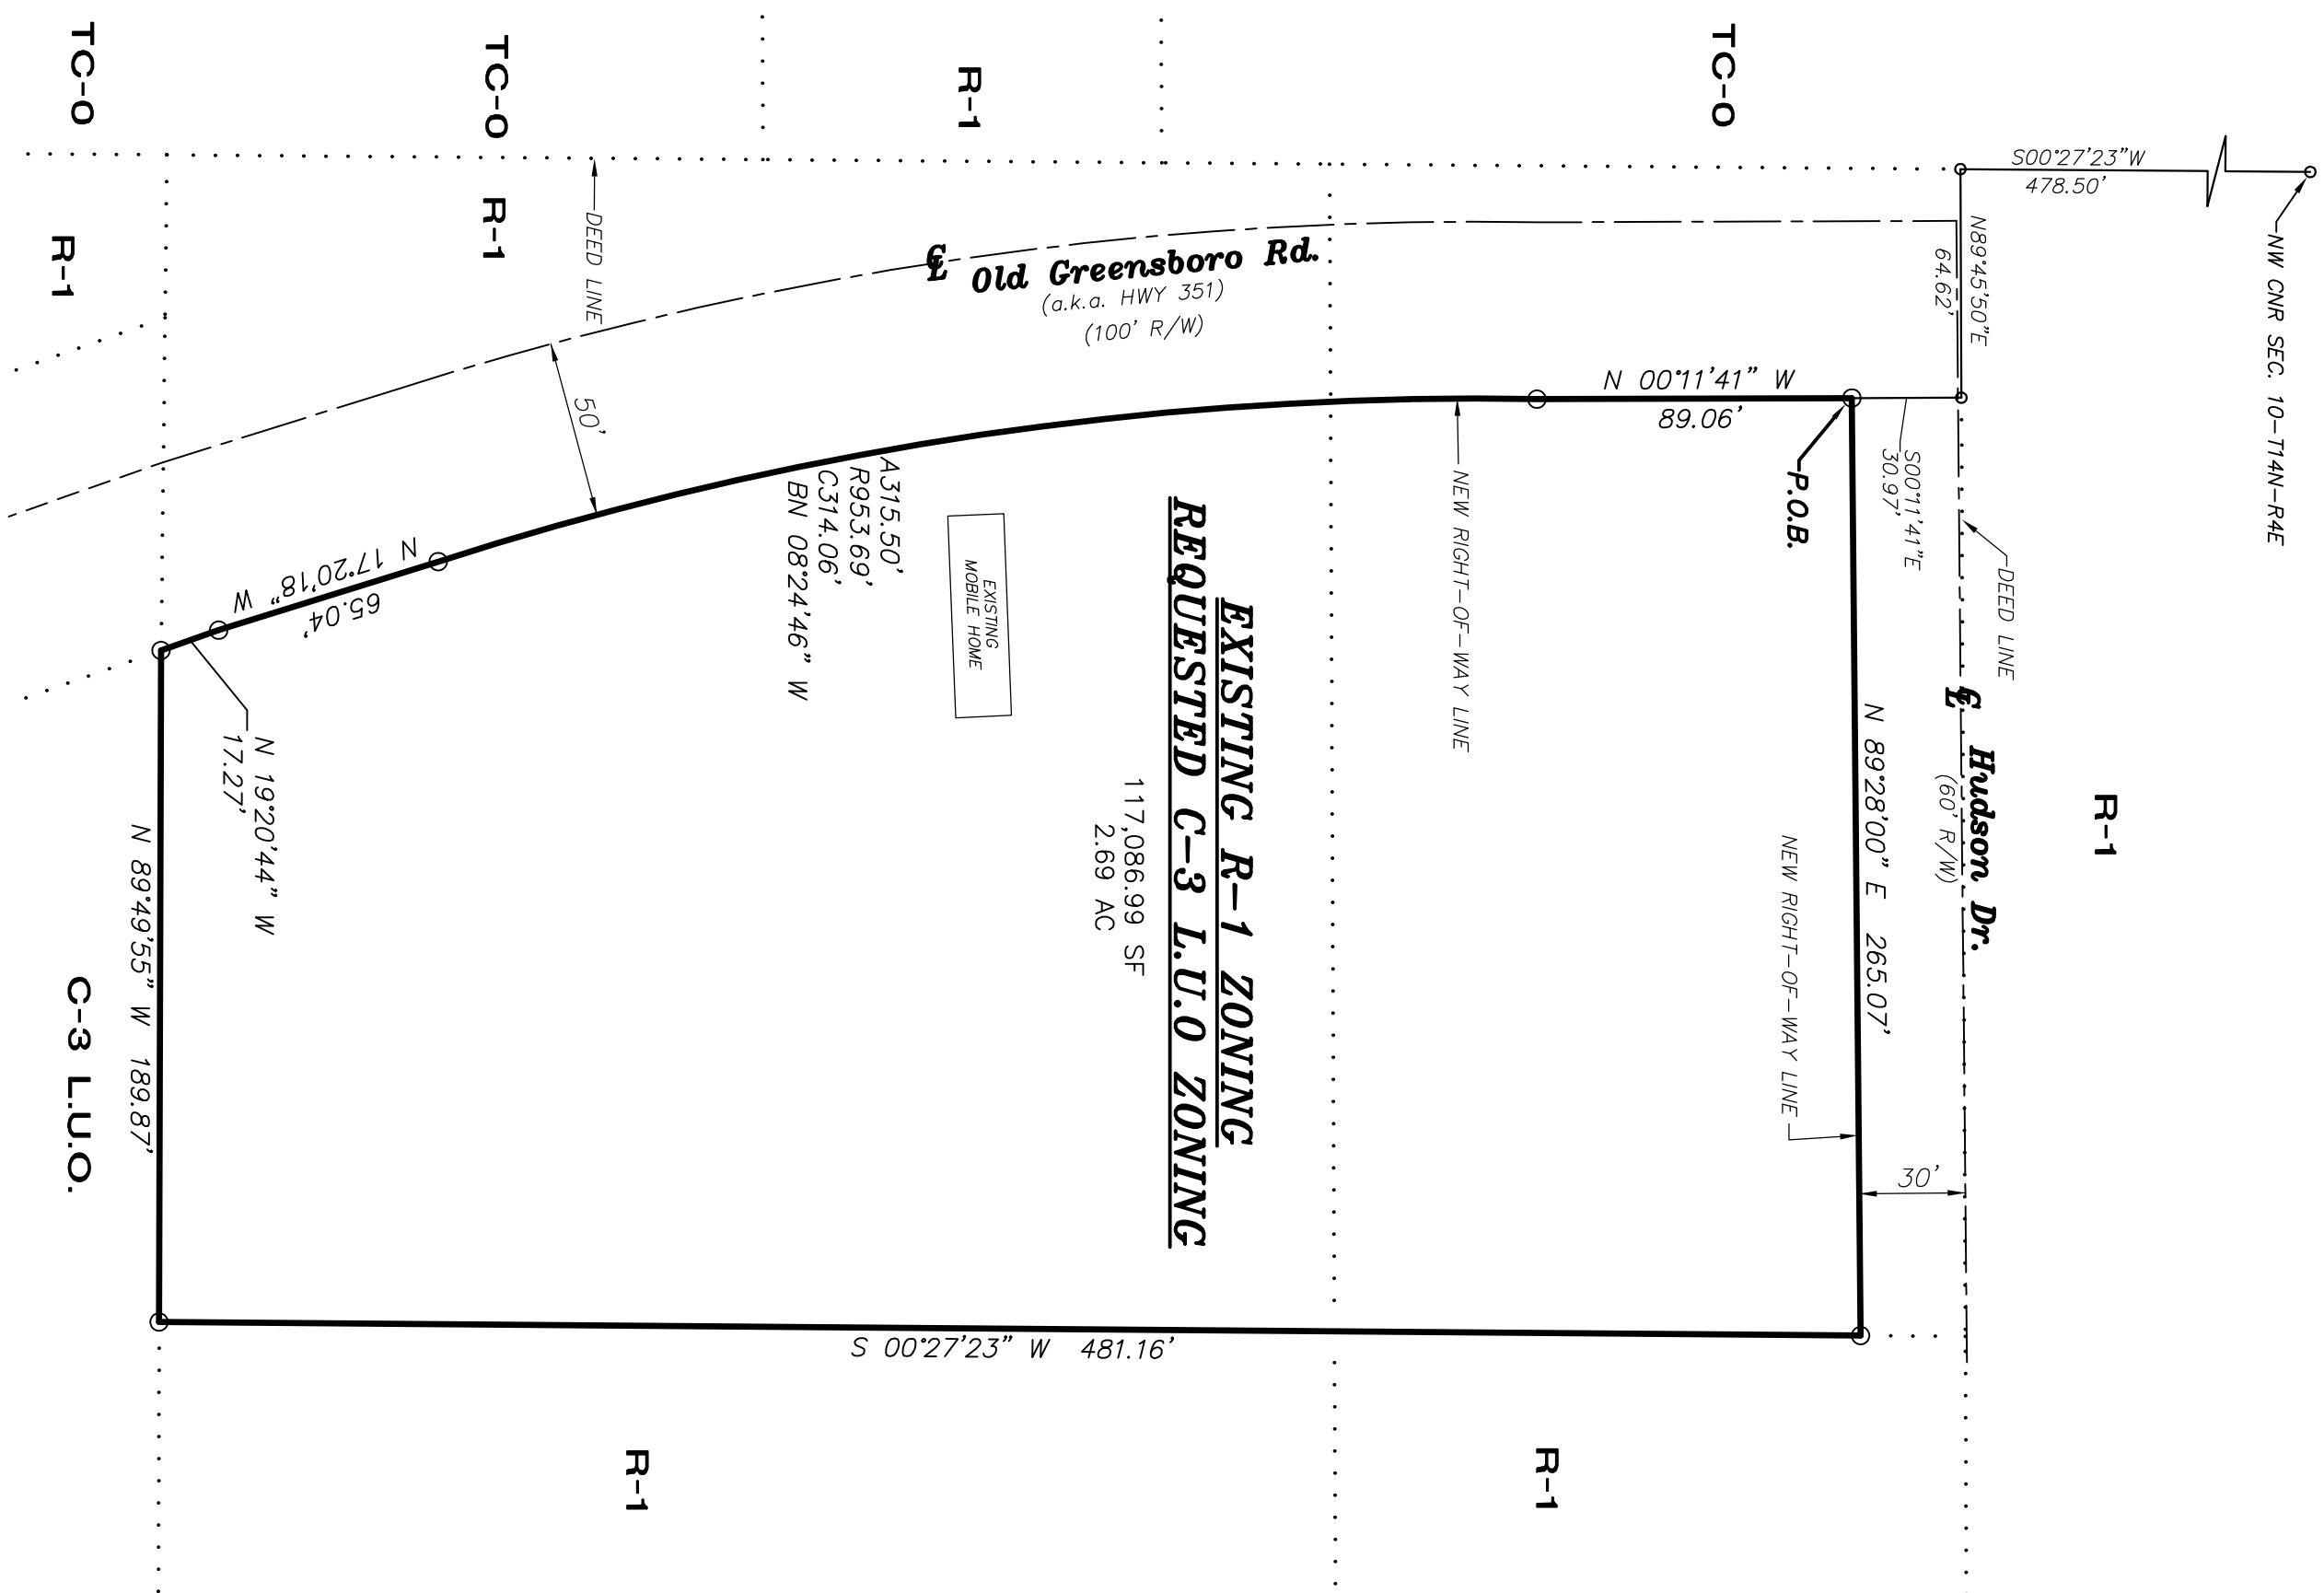 NW CNR SEC. 10-T14N-R4E
S00°27'23"W
478.50'
N89°45'50"E
64.62'
S00°11'41"E
30.97'
DEED LINE
R-1
℄ Hudson Dr.
(60' R/W)
N 89°28'00" E 265.07'
P.O.B.
NEW RIGHT-OF-WAY LINE
30'
TC-O
N 00°11'41" W
89.06'
NEW RIGHT-OF-WAY LINE
R-1
R-1
℄ Old Greensboro Rd.
(a.k.a. HWY 351)
(100' R/W)
EXISTING R-1 ZONING
REQUESTED C-3 L.U.O ZONING
117,086.99 SF
2.69 AC
EXISTING
MOBILE HOME
A315.50'
R953.69'
C314.06'
BN 08°24'46" W
S 00°27'23" W 481.16'
R-1
DEED LINE
50'
TC-O
R-1
N 17°20'18" W
65.04'
N 19°20'44" W
17.27'
N 89°49'55" W 189.87'
TC-O
R-1
C-3 L.U.O.